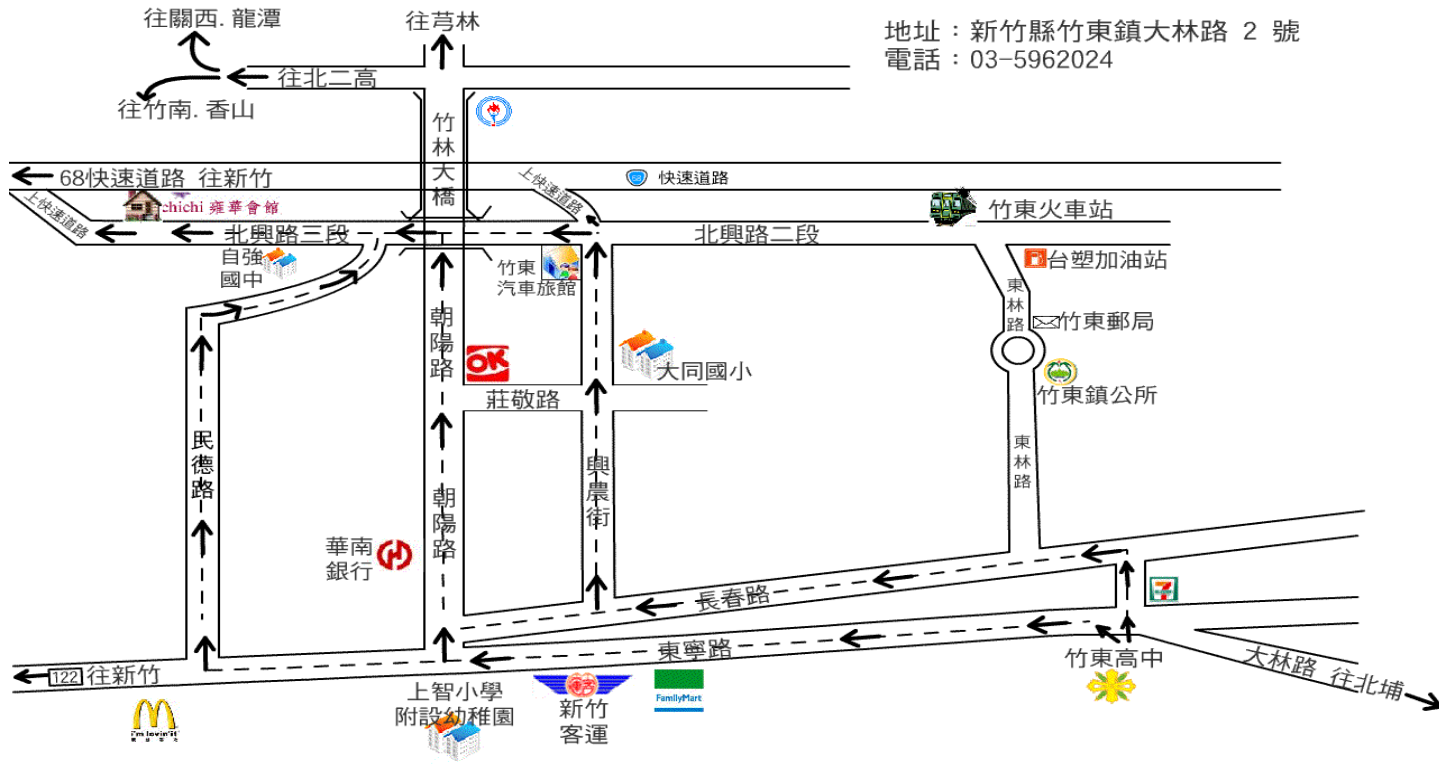 往關西.龍潭
往芎林
地址：新竹縣竹東鎮大林路 2 號
電話：03-5962024
往北二高
往竹南.香山
竹林大橋
68快速道路 往新竹
上快速道路
快速道路
68
上快速道路
chichi 雍華會館
竹東火車站
北興路三段
北興路二段
自強
國中
竹東
汽車旅館
台塑加油站
東林路
竹東郵局
朝陽路
OK
大同國小
莊敬路
竹東鎮公所
民德路
東林路
興農街
朝陽路
華南
銀行
長春路
7
東寧路
竹東高中
大林路 往北埔
122 往新竹
上智小學
附設幼稚園
新竹
客運
FamilyMart
i'm lovin' it